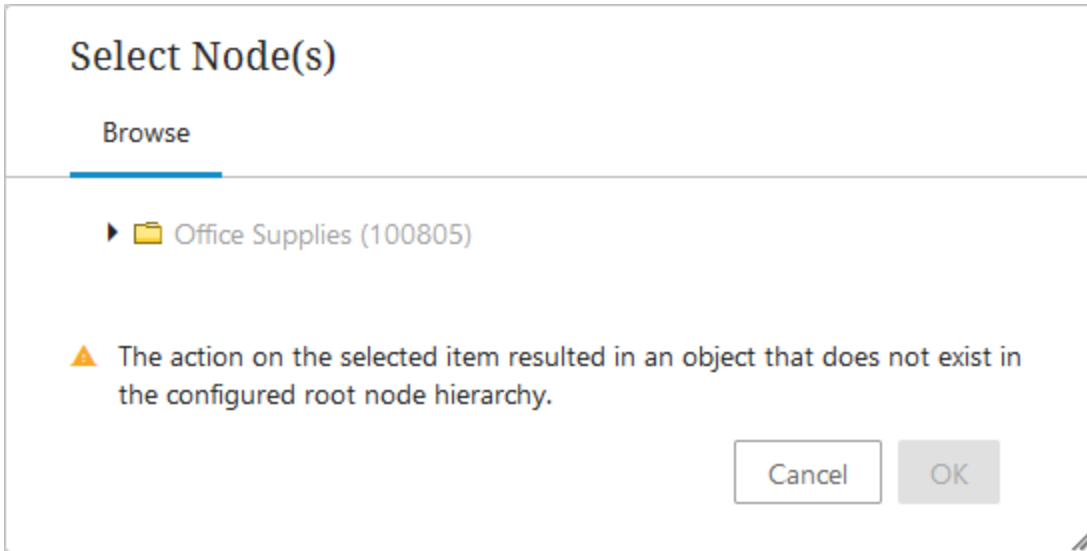 Select Node(s)
Browse
Office Supplies (100805)
The action on the selected item resulted in an object that does not exist in
the configured root node hierarchy.
Cancel
OK